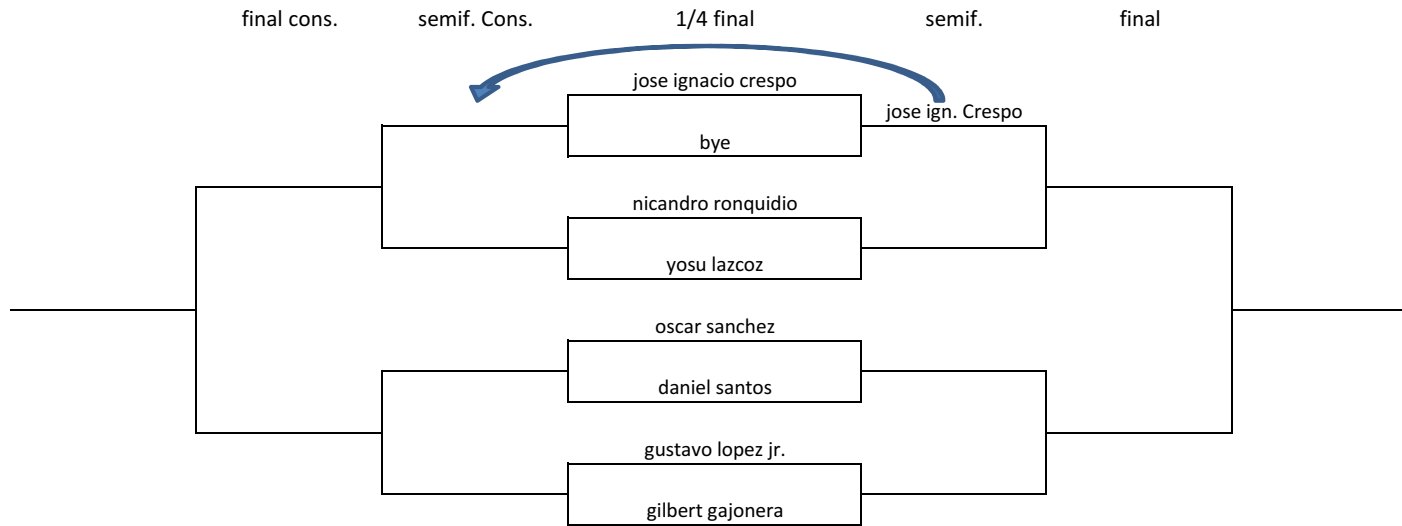 final cons. semif. Cons. 1/4 final semif. final
jose ignacio crespo
jose ign. Crespo
bye
nicandro ronquidio
yosu lazcoz
oscar sanchez
daniel santos
gustavo lopez jr.
gilbert gajonera